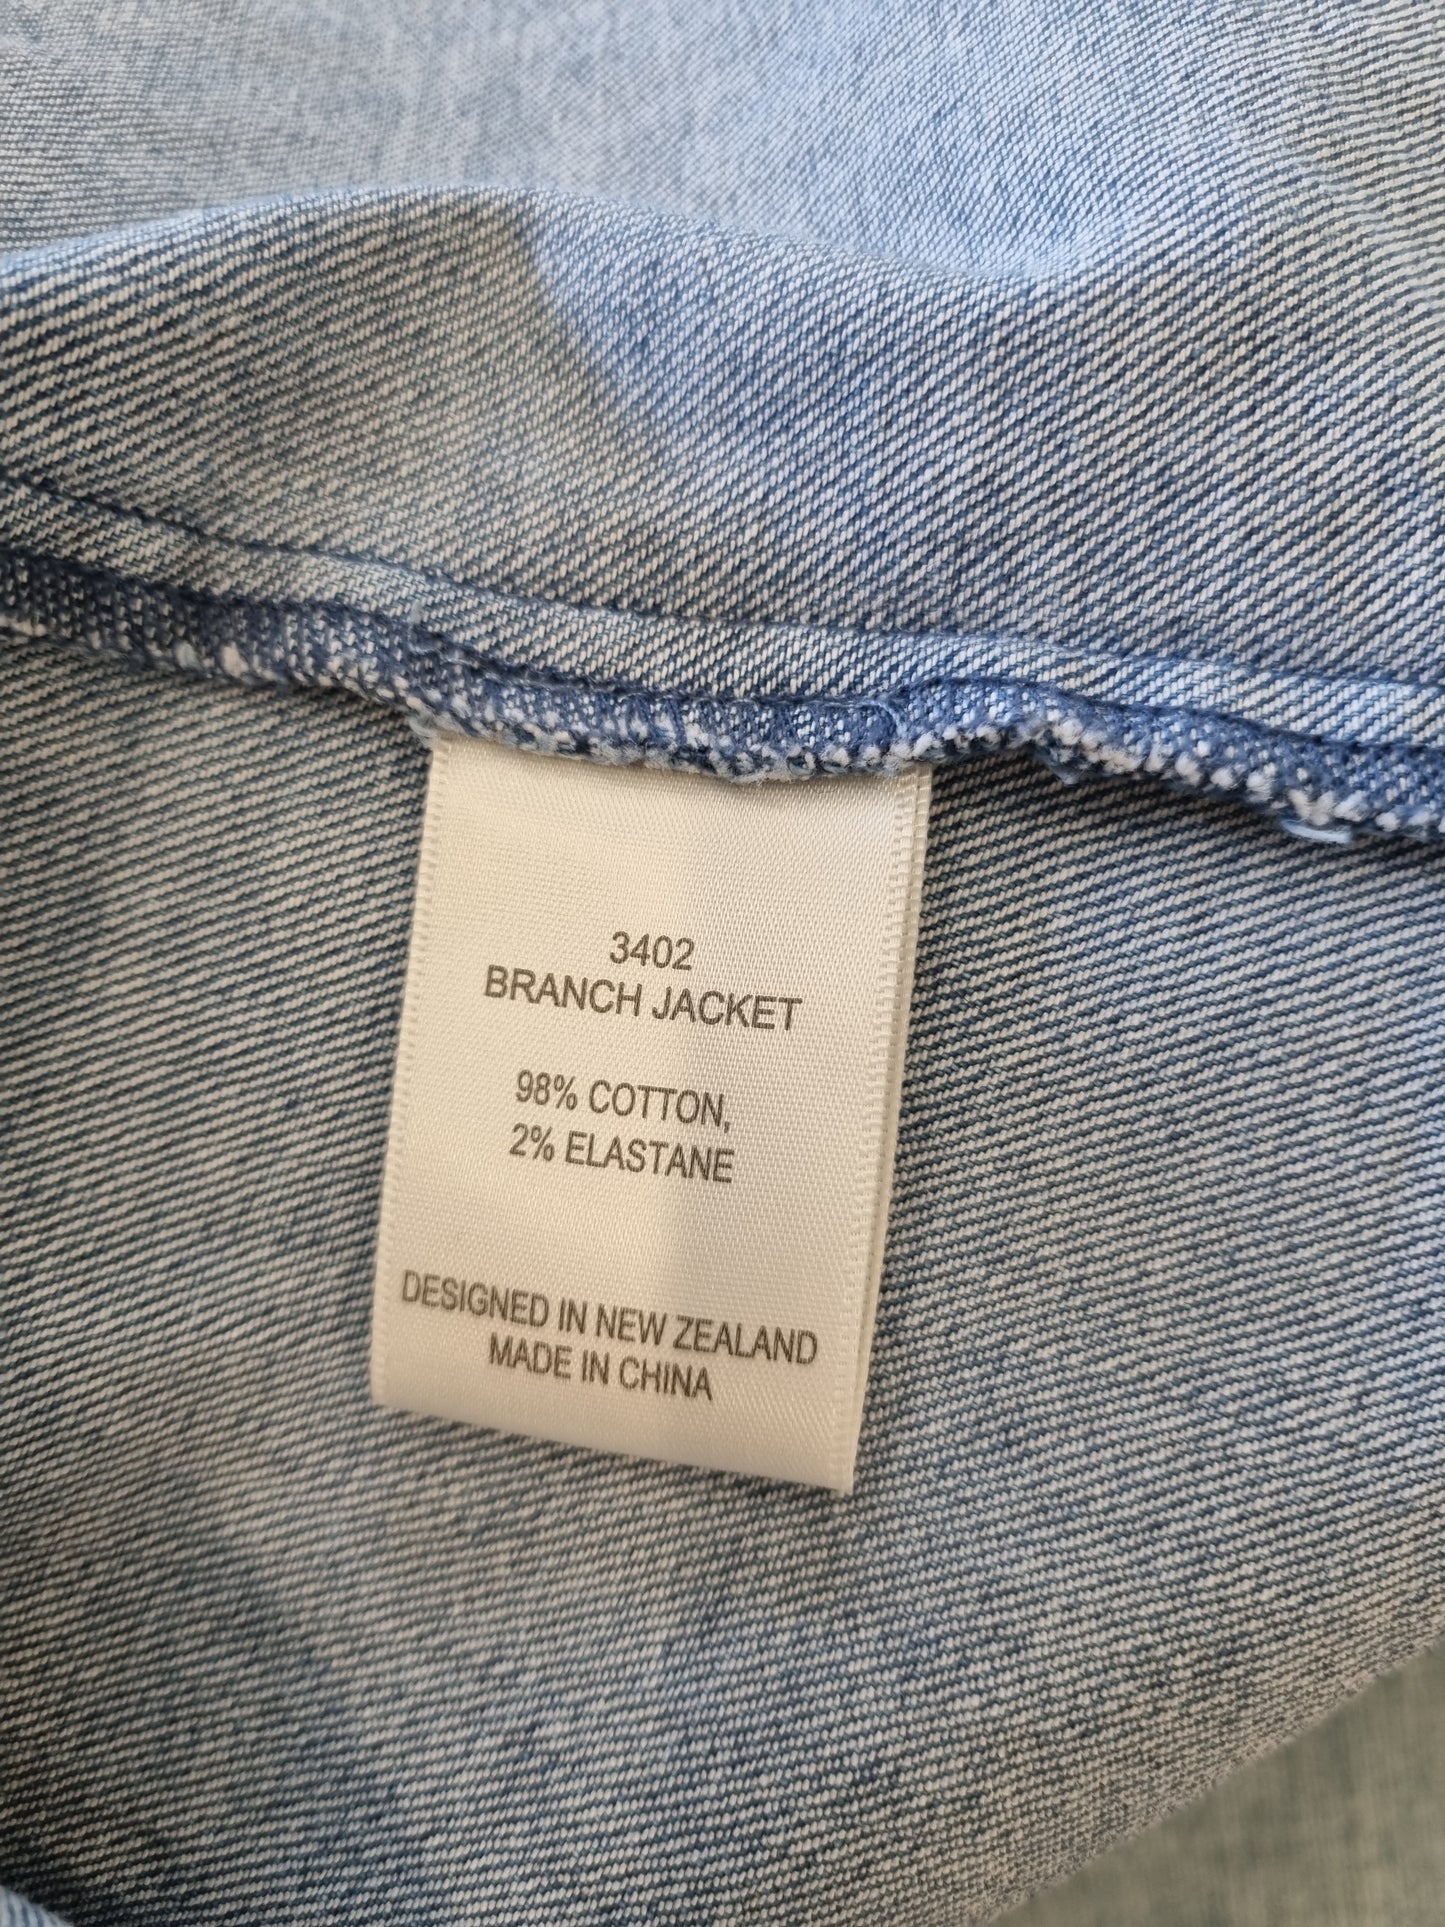 3402
BRANCH JACKET
98% COTTON,
2% ELASTANE
DESIGNED IN NEW ZEALAND
MADE IN CHINA